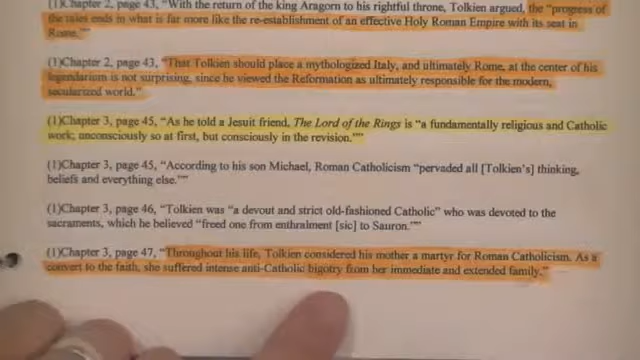 (1)Chapter 2, page 43, "With the return of the king Aragorn to his rightful throne, Tolkien argued, the "progress of
the tales ends in what is far more like the re-establishment of an effective Holy Roman Empire with its seat in
Rome.""
(1)Chapter 2, page 43, "That Tolkien should place a mythologized Italy, and ultimately Rome, at the center of his
legendarium is not surprising, since he viewed the Reformation as ultimately responsible for the modern,
secularized world."
(1)Chapter 3, page 45, "As he told a Jesuit friend, The Lord of the Rings is "a fundamentally religious and Catholic
work; unconsciously so at first, but consciously in the revision.""
(1)Chapter 3, page 45, "According to his son Michael, Roman Catholicism "pervaded all [Tolkien's] thinking,
beliefs and everything else.""
(1)Chapter 3, page 46, "Tolkien was "a devout and strict old-fashioned Catholic" who was devoted to the
sacraments, which he believed "freed one from enthralment [sic] to Sauron.""
(1)Chapter 3, page 47, "Throughout his life, Tolkien considered his mother a martyr for Roman Catholicism. As a
convert to the faith, she suffered intense anti-Catholic bigotry from her immediate and extended family."